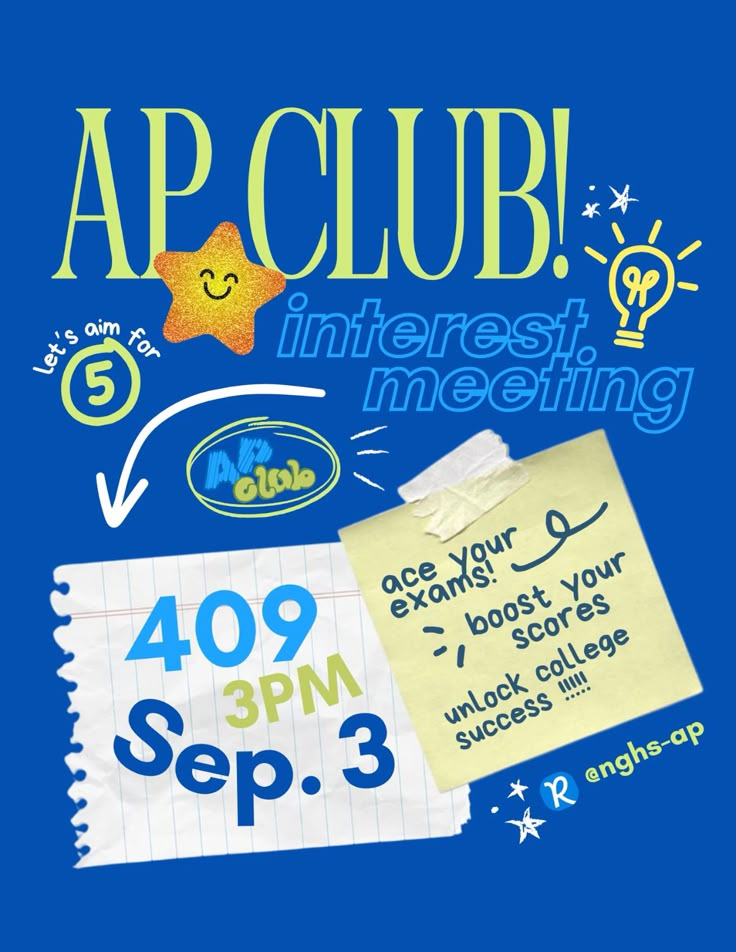 AP CLUB!
interest
meeting
Let's aim for
5
AP
club
ace your
exams!
boost your
scores
unlock college
success !!!!!
409
3PM
Sep. 3
R @nghs-ap